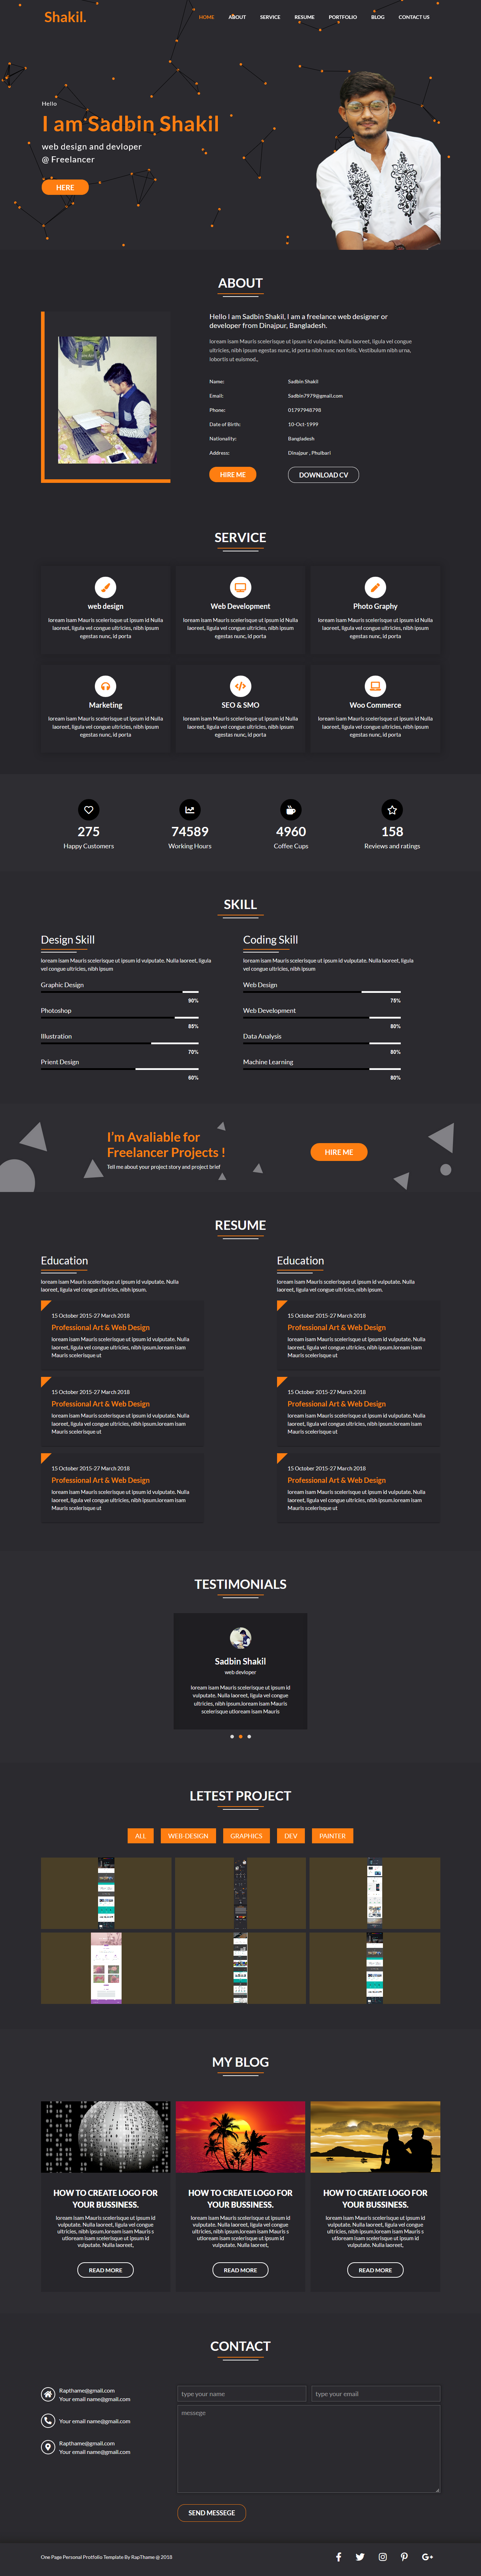 Shakil.
HOME ABOUT SERVICE RESUME PORTFOLIO BLOG CONTACT US
Hello
I am Sadbin Shakil
web design and devloper
@ Freelancer
HERE
ABOUT
Hello I am Sadbin Shakil, I am a freelance web designer or
developer from Dinajpur, Bangladesh.
loream isam Mauris scelerisque ut ipsum id vulputate. Nulla laoreet, ligula vel congue
ultricies, nibh ipsum egestas nunc, id porta nibh nunc non felis. Vestibulum nibh urna,
lobortis ut euismod.,
Name: Sadbin Shakil
Email: Sadbin7979@gmail.com
Phone: 01797948798
Date of Birth: 10-Oct-1999
Nationality: Bangladesh
Address: Dinajpur , Phulbari
HIRE ME DOWNLOAD CV
SERVICE
web design
loream isam Mauris scelerisque ut ipsum id Nulla
laoreet, ligula vel congue ultricies, nibh ipsum
egestas nunc, id porta
Web Development
loream isam Mauris scelerisque ut ipsum id Nulla
laoreet, ligula vel congue ultricies, nibh ipsum
egestas nunc, id porta
Photo Graphy
loream isam Mauris scelerisque ut ipsum id Nulla
laoreet, ligula vel congue ultricies, nibh ipsum
egestas nunc, id porta
Marketing
loream isam Mauris scelerisque ut ipsum id Nulla
laoreet, ligula vel congue ultricies, nibh ipsum
egestas nunc, id porta
SEO & SMO
loream isam Mauris scelerisque ut ipsum id Nulla
laoreet, ligula vel congue ultricies, nibh ipsum
egestas nunc, id porta
Woo Commerce
loream isam Mauris scelerisque ut ipsum id Nulla
laoreet, ligula vel congue ultricies, nibh ipsum
egestas nunc, id porta
275
Happy Customers
74589
Working Hours
4960
Coffee Cups
158
Reviews and ratings
SKILL
Design Skill
loream isam Mauris scelerisque ut ipsum id vulputate. Nulla laoreet, ligula
vel congue ultricies, nibh ipsum
Graphic Design
90%
Photoshop
85%
Illustration
70%
Prient Design
60%
Coding Skill
loream isam Mauris scelerisque ut ipsum id vulputate. Nulla laoreet, ligula
vel congue ultricies, nibh ipsum
Web Design
75%
Web Development
80%
Data Analysis
80%
Machine Learning
80%
I'm Avaliable for
Freelancer Projects !
Tell me about your project story and project brief
HIRE ME
RESUME
Education
loream isam Mauris scelerisque ut ipsum id vulputate. Nulla
laoreet, ligula vel congue ultricies, nibh ipsum.
15 October 2015-27 March 2018
Professional Art & Web Design
loream isam Mauris scelerisque ut ipsum id vulputate. Nulla
laoreet, ligula vel congue ultricies, nibh ipsum.loream isam
Mauris scelerisque ut
15 October 2015-27 March 2018
Professional Art & Web Design
loream isam Mauris scelerisque ut ipsum id vulputate. Nulla
laoreet, ligula vel congue ultricies, nibh ipsum.loream isam
Mauris scelerisque ut
15 October 2015-27 March 2018
Professional Art & Web Design
loream isam Mauris scelerisque ut ipsum id vulputate. Nulla
laoreet, ligula vel congue ultricies, nibh ipsum.loream isam
Mauris scelerisque ut
Education
loream isam Mauris scelerisque ut ipsum id vulputate. Nulla
laoreet, ligula vel congue ultricies, nibh ipsum.
15 October 2015-27 March 2018
Professional Art & Web Design
loream isam Mauris scelerisque ut ipsum id vulputate. Nulla
laoreet, ligula vel congue ultricies, nibh ipsum.loream isam
Mauris scelerisque ut
15 October 2015-27 March 2018
Professional Art & Web Design
loream isam Mauris scelerisque ut ipsum id vulputate. Nulla
laoreet, ligula vel congue ultricies, nibh ipsum.loream isam
Mauris scelerisque ut
15 October 2015-27 March 2018
Professional Art & Web Design
loream isam Mauris scelerisque ut ipsum id vulputate. Nulla
laoreet, ligula vel congue ultricies, nibh ipsum.loream isam
Mauris scelerisque ut
TESTIMONIALS
Sadbin Shakil
web devloper
loream isam Mauris scelerisque ut ipsum id
vulputate. Nulla laoreet, ligula vel congue
ultricies, nibh ipsum.loream isam Mauris
scelerisque utloream isam Mauris
LETEST PROJECT
ALL WEB-DESIGN GRAPHICS DEV PAINTER
MY BLOG
HOW TO CREATE LOGO FOR
YOUR BUSSINESS.
loream isam Mauris scelerisque ut ipsum id
vulputate. Nulla laoreet, ligula vel congue
ultricies, nibh ipsum.loream isam Mauris s
utloream isam scelerisque ut ipsum id
vulputate. Nulla laoreet,
READ MORE
HOW TO CREATE LOGO FOR
YOUR BUSSINESS.
loream isam Mauris scelerisque ut ipsum id
vulputate. Nulla laoreet, ligula vel congue
ultricies, nibh ipsum.loream isam Mauris s
utloream isam scelerisque ut ipsum id
vulputate. Nulla laoreet,
READ MORE
HOW TO CREATE LOGO FOR
YOUR BUSSINESS.
loream isam Mauris scelerisque ut ipsum id
vulputate. Nulla laoreet, ligula vel congue
ultricies, nibh ipsum.loream isam Mauris s
utloream isam scelerisque ut ipsum id
vulputate. Nulla laoreet,
READ MORE
CONTACT
Rapthame@gmail.com
Your email name@gmail.com
Your email name@gmail.com
Rapthame@gmail.com
Your email name@gmail.com
type your name
type your email
messege
SEND MESSEGE
One Page Personal Protfolio Template By RapThame @ 2018